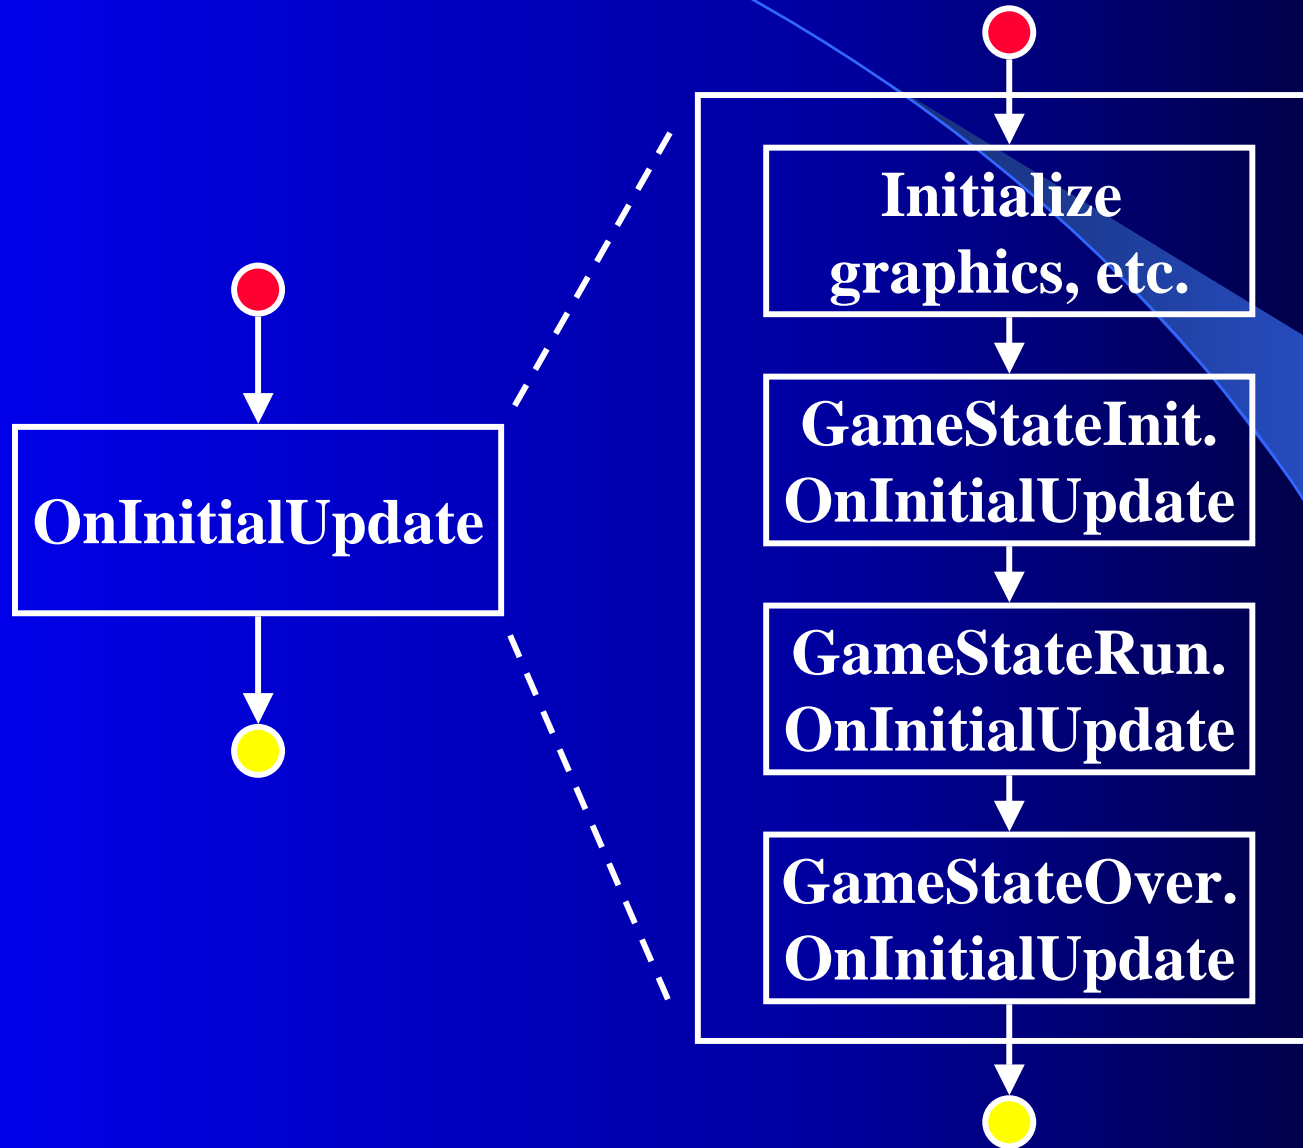 OnInitialUpdate
Initialize
graphics, etc.
GameStateInit.
OnInitialUpdate
GameStateRun.
OnInitialUpdate
GameStateOver.
OnInitialUpdate